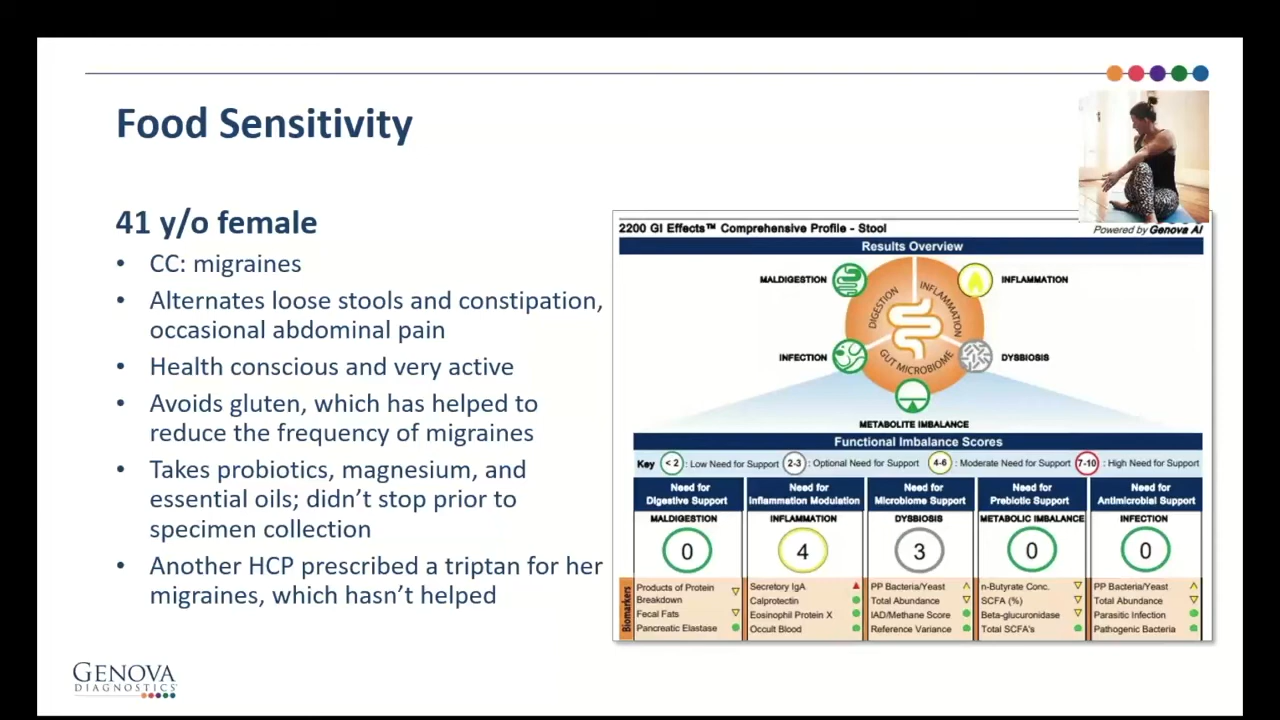 Food Sensitivity
41 y/o female
• CC: migraines
• Alternates loose stools and constipation,
occasional abdominal pain
• Health conscious and very active
• Avoids gluten, which has helped to
reduce the frequency of migraines
• Takes probiotics, magnesium, and
essential oils; didn't stop prior to
specimen collection
• Another HCP prescribed a triptan for her
migraines, which hasn't helped
2200 GI Effects™ Comprehensive Profile - Stool
Powered by Genova AI
Results Overview
MALDIGESTION
INFLAMMATION
DIGESTION
INFLAMMATION
GUT MICROBIOME
INFECTION
DYSBIOSIS
METABOLITE IMBALANCE
Functional Imbalance Scores
Key < 2 : Low Need for Support 2-3 : Optional Need for Support 4-6 : Moderate Need for Support 7-10 : High Need for Support
Need for
Digestive Support
Need for
Inflammation Modulation
Need for
Microbiome Support
Need for
Prebiotic Support
Need for
Antimicrobial Support
MALDIGESTION
INFLAMMATION
DYSBIOSIS
METABOLIC IMBALANCE
INFECTION
0
4
3
0
0
Biomarkers
Products of Protein
Breakdown
Fecal Fats
Pancreatic Elastase
Secretory IgA
Calprotectin
Eosinophil Protein X
Occult Blood
PP Bacteria/Yeast
Total Abundance
IAD/Methane Score
Reference Variance
n-Butyrate Conc.
SCFA (%)
Beta-glucuronidase
Total SCFA's
PP Bacteria/Yeast
Total Abundance
Parasitic Infection
Pathogenic Bacteria
GENOVA
DIAGNOSTICS